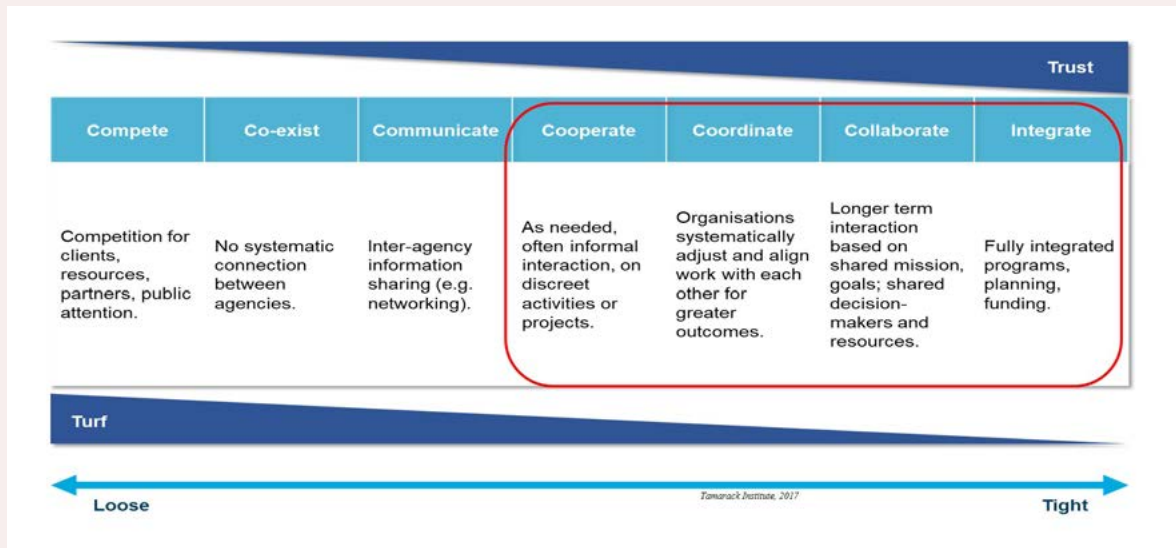 Trust
Compete
Co-exist
Communicate
Cooperate
Coordinate
Collaborate
Integrate
Competition for
clients,
resources,
partners, public
attention.
No systematic
connection
between
agencies.
Inter-agency
information
sharing (e.g.
networking).
As needed,
often informal
interaction, on
discreet
activities or
projects.
Organisations
systematically
adjust and align
work with each
other for
greater
outcomes.
Longer term
interaction
based on
shared mission,
goals; shared
decision-
makers and
resources.
Fully integrated
programs,
planning,
funding.
Turf
Loose
Tamarack Institute, 2017
Tight